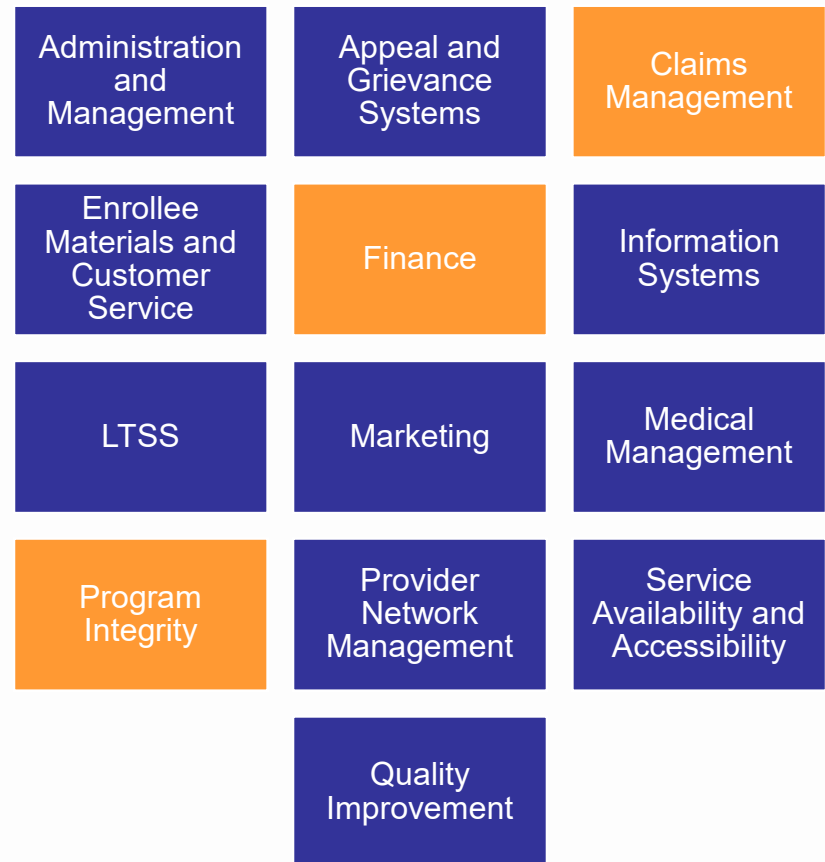 Administration
and
Management
Appeal and
Grievance
Systems
Claims
Management
Enrollee
Materials and
Customer
Service
Finance
Information
Systems
LTSS
Marketing
Medical
Management
Program
Integrity
Provider
Network
Management
Service
Availability and
Accessibility
Quality
Improvement